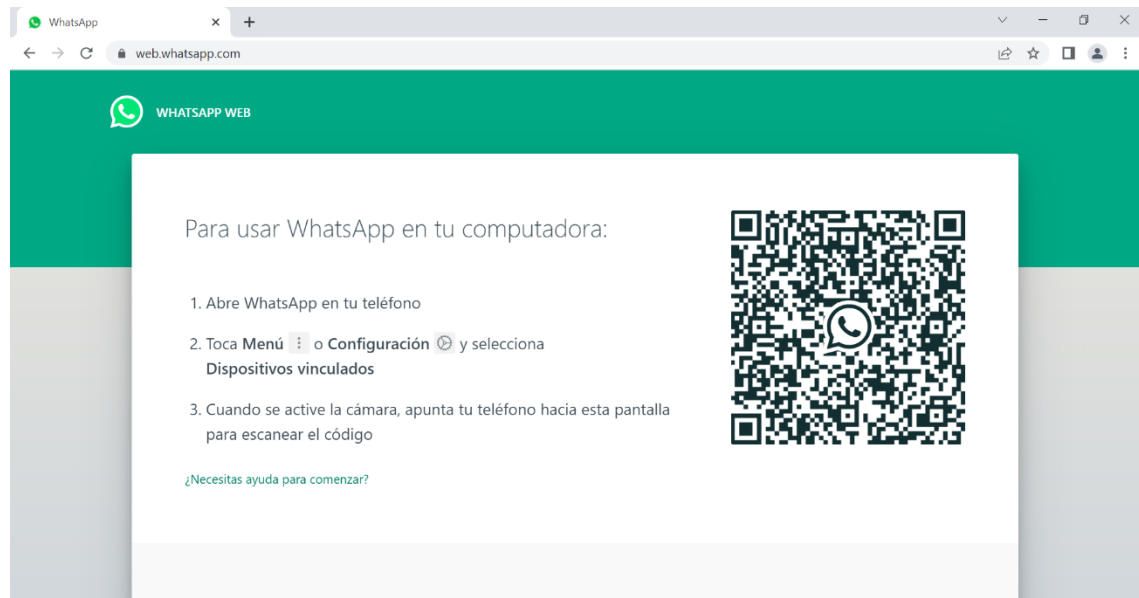 WhatsApp
web.whatsapp.com
WHATSAPP WEB
Para usar WhatsApp en tu computadora:
1. Abre WhatsApp en tu teléfono
2. Toca Menú o Configuración y selecciona
Dispositivos vinculados
3. Cuando se active la cámara, apunta tu teléfono hacia esta pantalla
para escanear el código
¿Necesitas ayuda para comenzar?